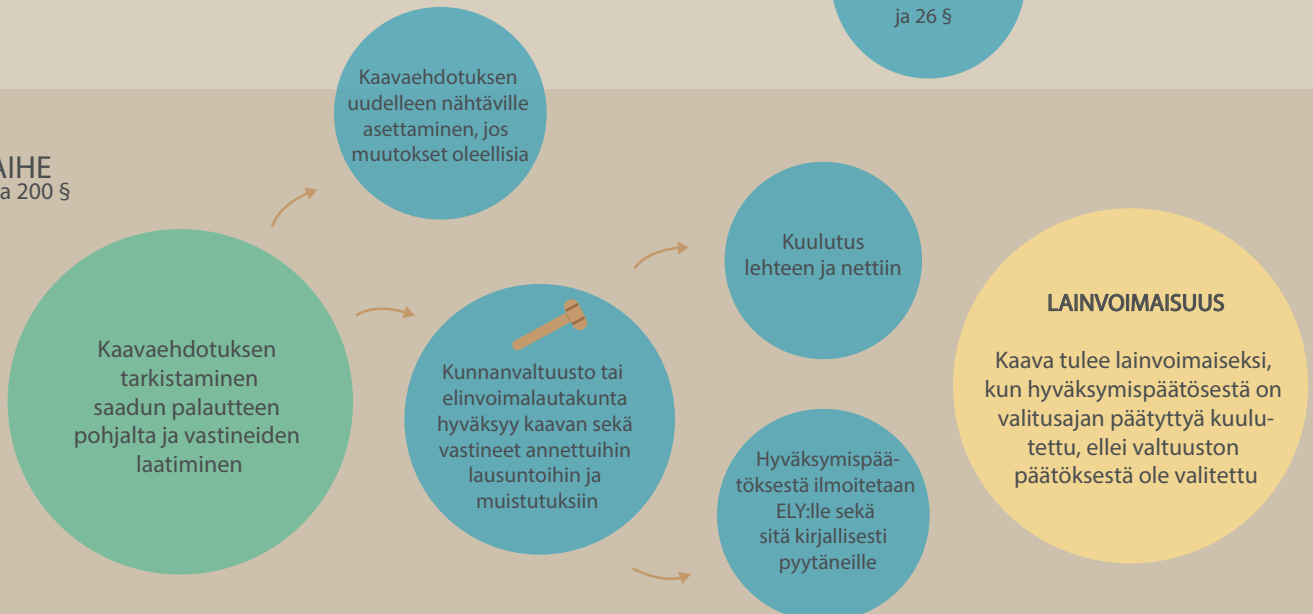 ja 26 §
Kaavaehdotuksen
uudelleen nähtäville
asettaminen, jos
muutokset oleellisia
AIHE
a 200 §
Kaavaehdotuksen
tarkistaminen
saadun palautteen
pohjalta ja vastineiden
laatiminen
Kunnanvaltuusto tai
elinvoimalautakunta
hyväksyy kaavan sekä
vastineet annettuihin
lausuntoihin ja
muistutuksiin
Kuulutus
lehteen ja nettiin
Hyväksymispää-
töksestä ilmoitetaan
ELY:lle sekä
sitä kirjallisesti
pyytäneille
LAINVOIMAISUUS
Kaava tulee lainvoimaiseksi,
kun hyväksymispäätösestä on
valitusajan päätyttyä kuulu-
tettu, ellei valtuuston
päätöksestä ole valitettu